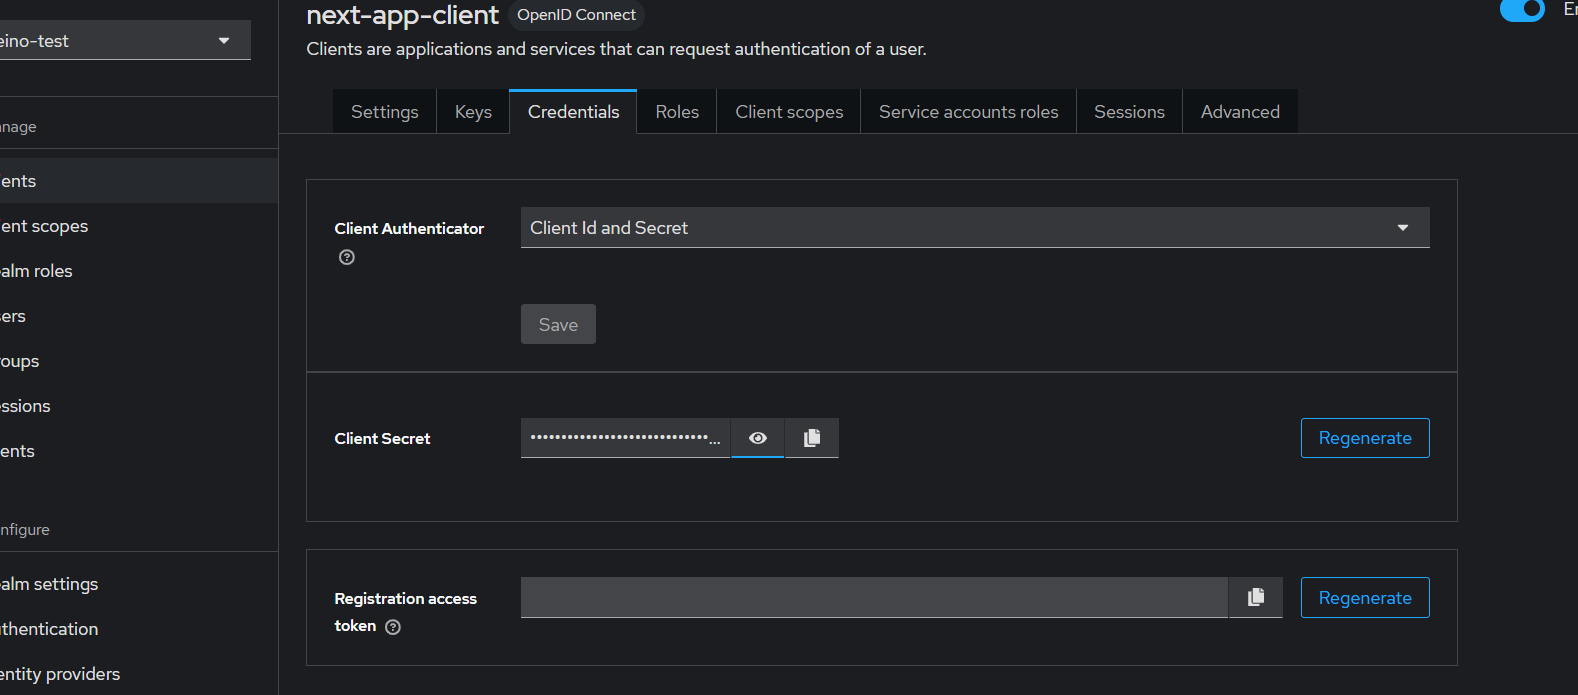 next-app-client OpenID Connect
eino-test
Clients are applications and services that can request authentication of a user.
Settings Keys Credentials Roles Client scopes Service accounts roles Sessions Advanced
nage
ents
ent scopes
alm roles
ers
oups
ssions
ents
nfigure
alm settings
thentication
entity providers
Client Authenticator
Client Id and Secret
Save
Client Secret
••••••••••••••••••••••••••••• ...
Regenerate
Registration access
token
Regenerate